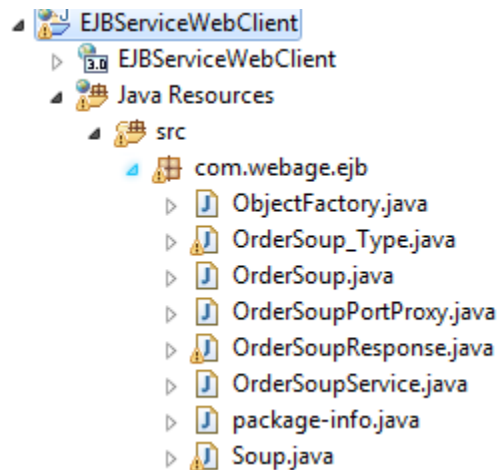 EJBServiceWebClient
3.0 EJBServiceWebClient
Java Resources
src
com.webage.ejb
J ObjectFactory.java
J OrderSoup_Type.java
J OrderSoup.java
J OrderSoupPortProxy.java
J OrderSoupResponse.java
J OrderSoupService.java
J package-info.java
J Soup.java